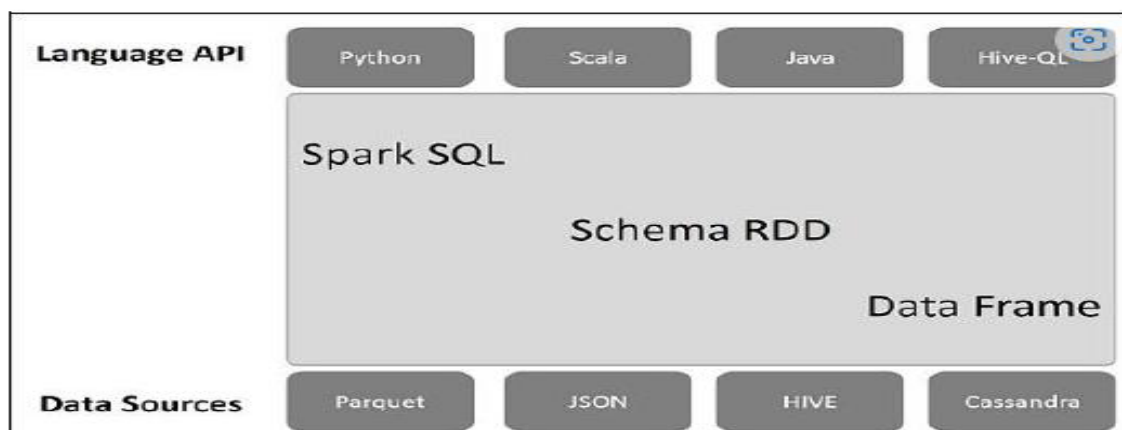 Language API Python Scala Java Hive-QL
Spark SQL
Schema RDD
Data Frame
Data Sources Parquet JSON HIVE Cassandra